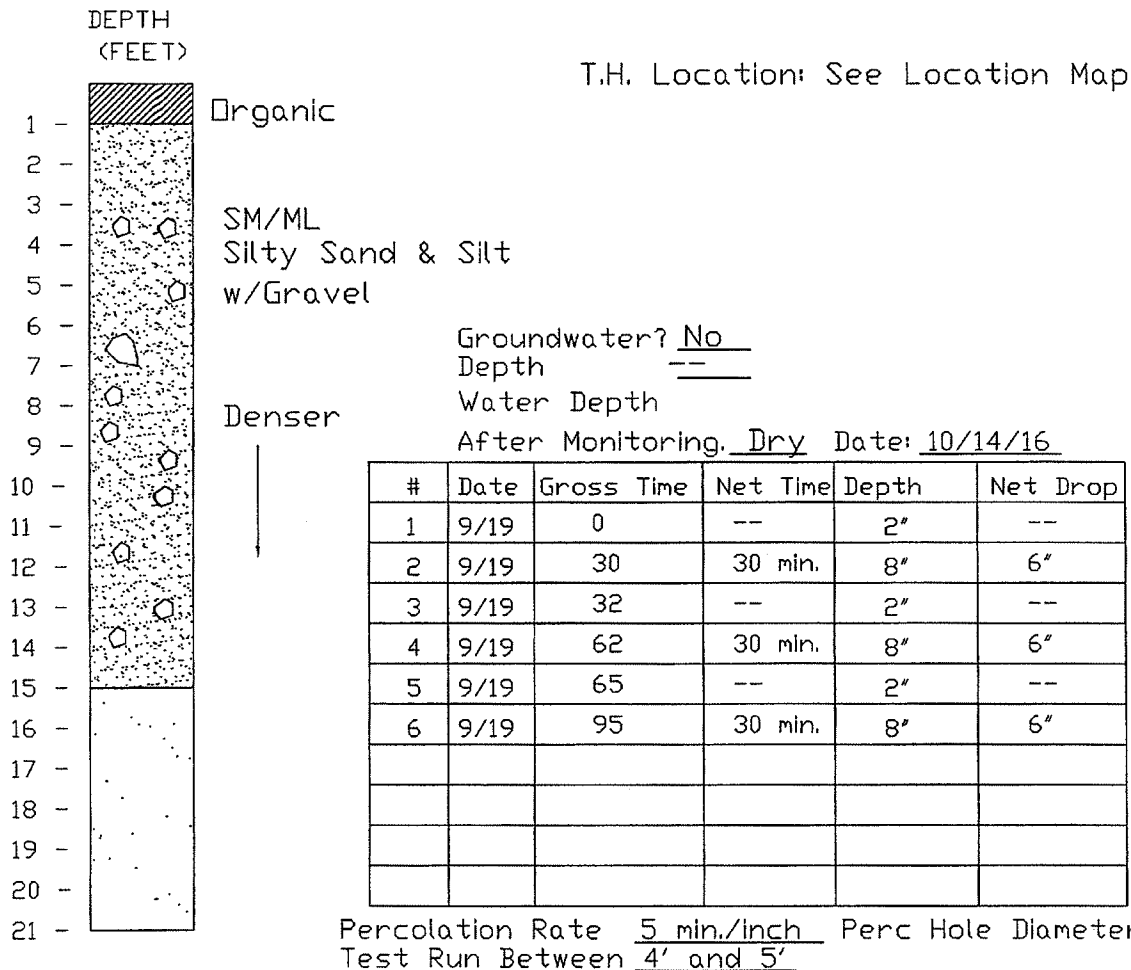 DEPTH
(FEET)
T.H. Location: See Location Map
Organic
1 -
2 -
3 -
SM/ML
4 -
Silty Sand & Silt
5 -
w/Gravel
6 -
Groundwater? No
7 -
Depth --
8 -
Denser
Water Depth
9 -
After Monitoring. Dry Date: 10/14/16
10 -
11 -
12 -
13 -
14 -
15 -
16 -
17 -
18 -
19 -
20 -
21 -
# Date Gross Time Net Time Depth Net Drop
1 9/19 0 -- 2" --
2 9/19 30 30 min. 8" 6"
3 9/19 32 -- 2" --
4 9/19 62 30 min. 8" 6"
5 9/19 65 -- 2" --
6 9/19 95 30 min. 8" 6"
Percolation Rate 5 min./inch Perc Hole Diameter
Test Run Between 4' and 5'